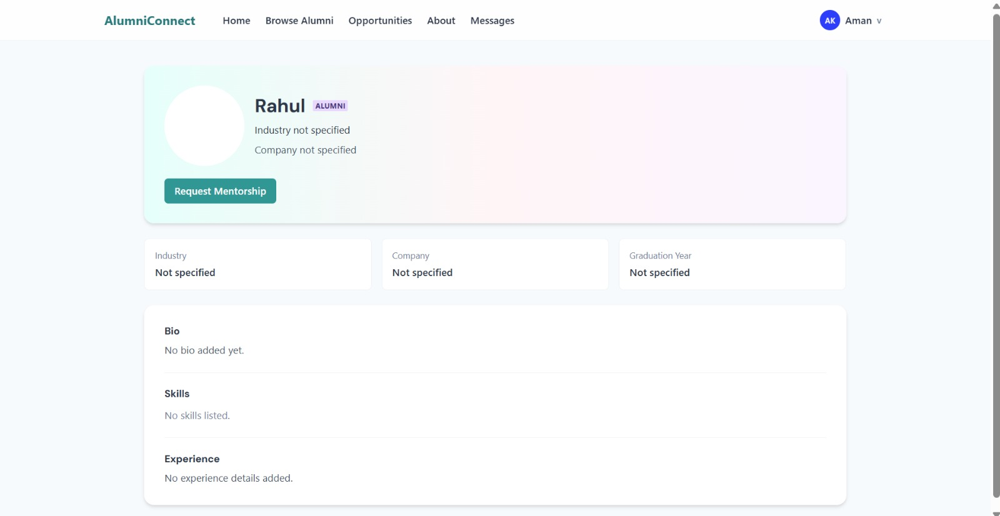 AlumniConnect Home Browse Alumni Opportunities About Messages AK Aman v
Rahul ALUMNI
Industry not specified
Company not specified
Request Mentorship
Industry
Not specified
Company
Not specified
Graduation Year
Not specified
Bio
No bio added yet.
Skills
No skills listed.
Experience
No experience details added.